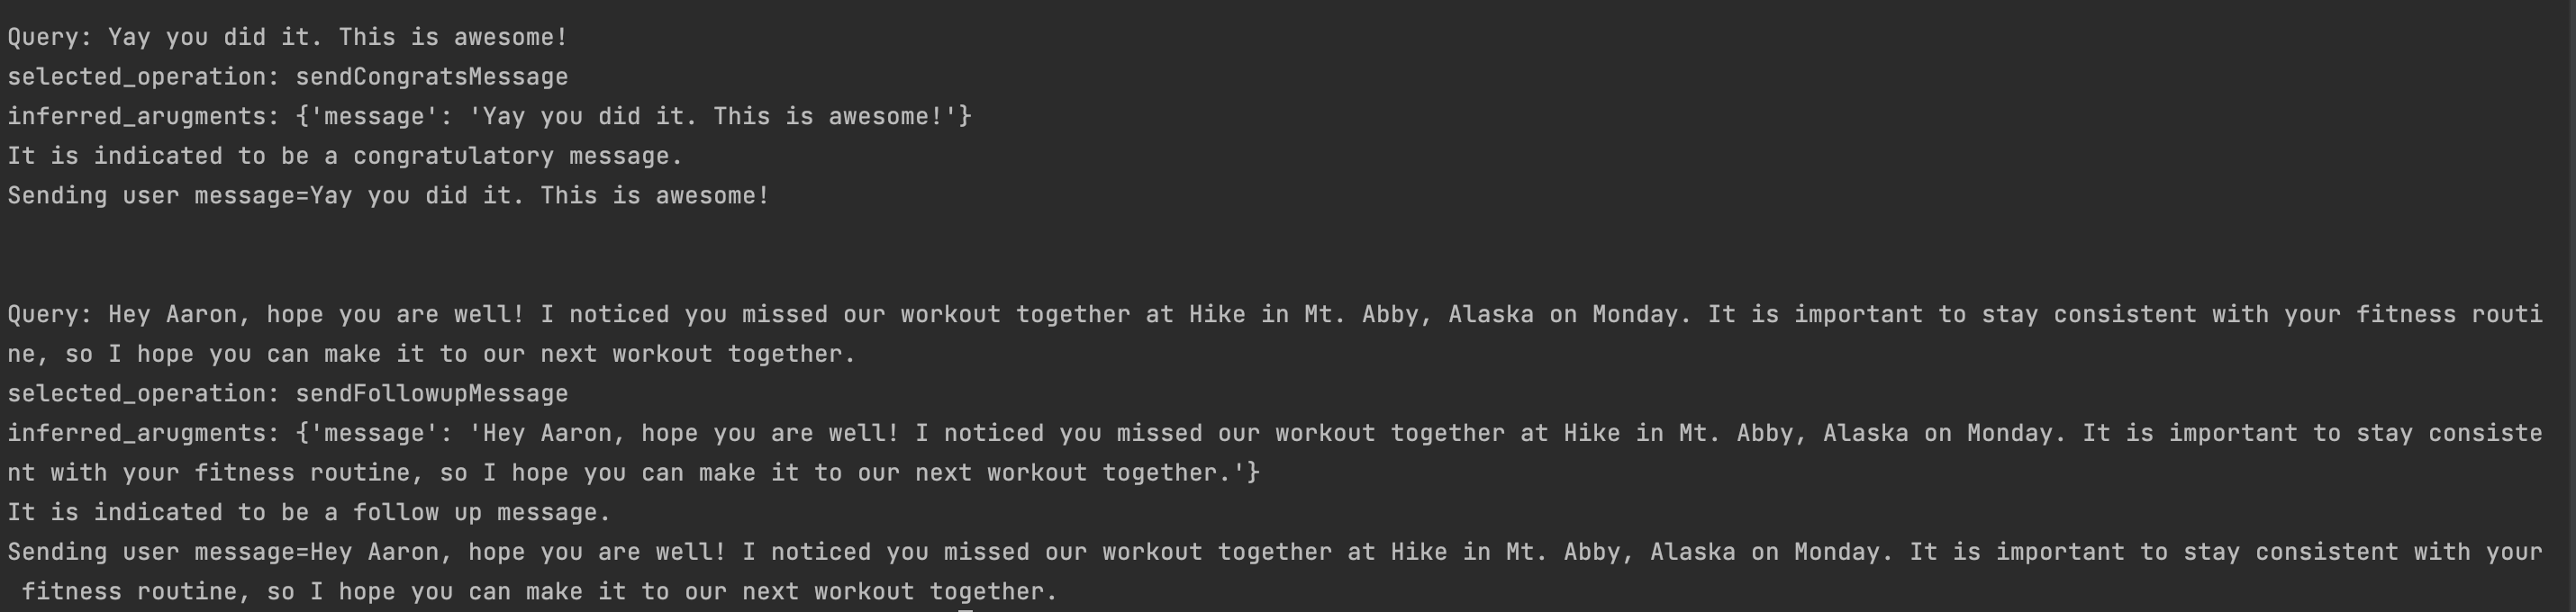 Query: Yay you did it. This is awesome!
selected_operation: sendCongratsMessage
inferred_arugments: {'message': 'Yay you did it. This is awesome!'}
It is indicated to be a congratulatory message.
Sending user message=Yay you did it. This is awesome!
Query: Hey Aaron, hope you are well! I noticed you missed our workout together at Hike in Mt. Abby, Alaska on Monday. It is important to stay consistent with your fitness routi
ne, so I hope you can make it to our next workout together.
selected_operation: sendFollowupMessage
inferred_arugments: {'message': 'Hey Aaron, hope you are well! I noticed you missed our workout together at Hike in Mt. Abby, Alaska on Monday. It is important to stay consiste
nt with your fitness routine, so I hope you can make it to our next workout together.'}
It is indicated to be a follow up message.
Sending user message=Hey Aaron, hope you are well! I noticed you missed our workout together at Hike in Mt. Abby, Alaska on Monday. It is important to stay consistent with your
 fitness routine, so I hope you can make it to our next workout together.